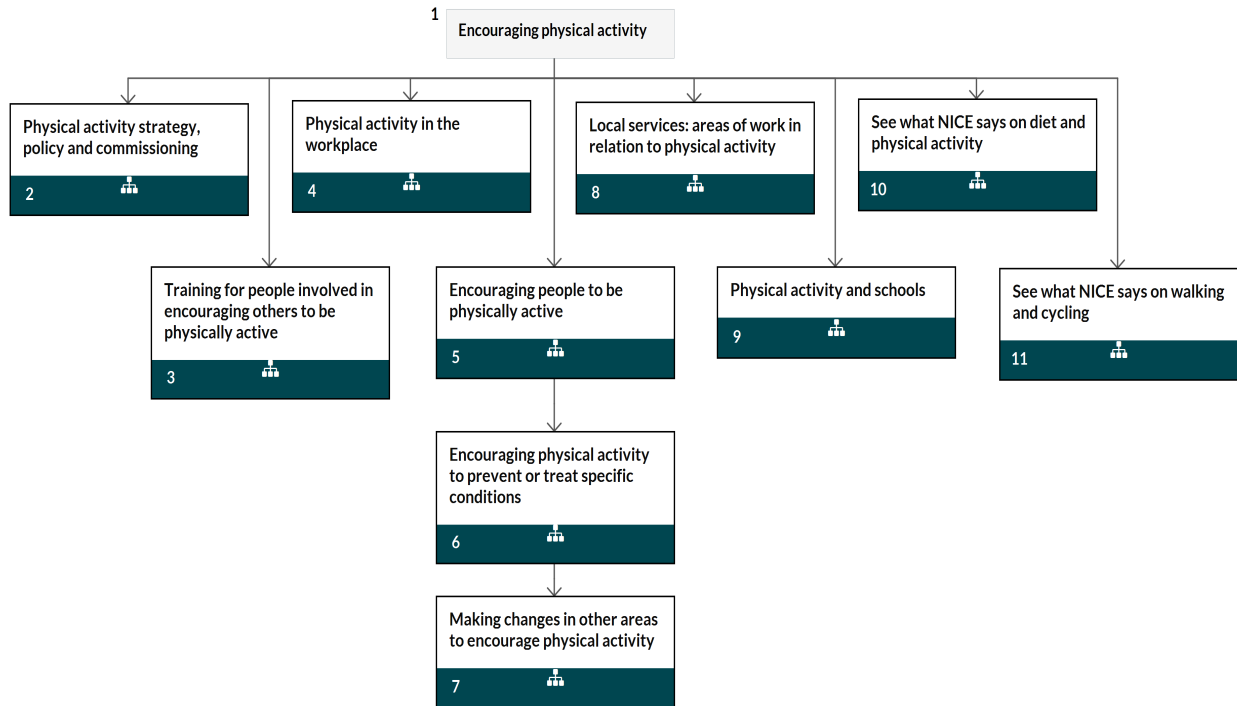 1
Encouraging physical activity
Physical activity strategy,
policy and commissioning
2
Physical activity in the
workplace
4
Local services: areas of work in
relation to physical activity
8
See what NICE says on diet and
physical activity
10
Training for people involved in
encouraging others to be
physically active
3
Encouraging people to be
physically active
5
Physical activity and schools
9
See what NICE says on walking
and cycling
11
Encouraging physical activity
to prevent or treat specific
conditions
6
Making changes in other areas
to encourage physical activity
7